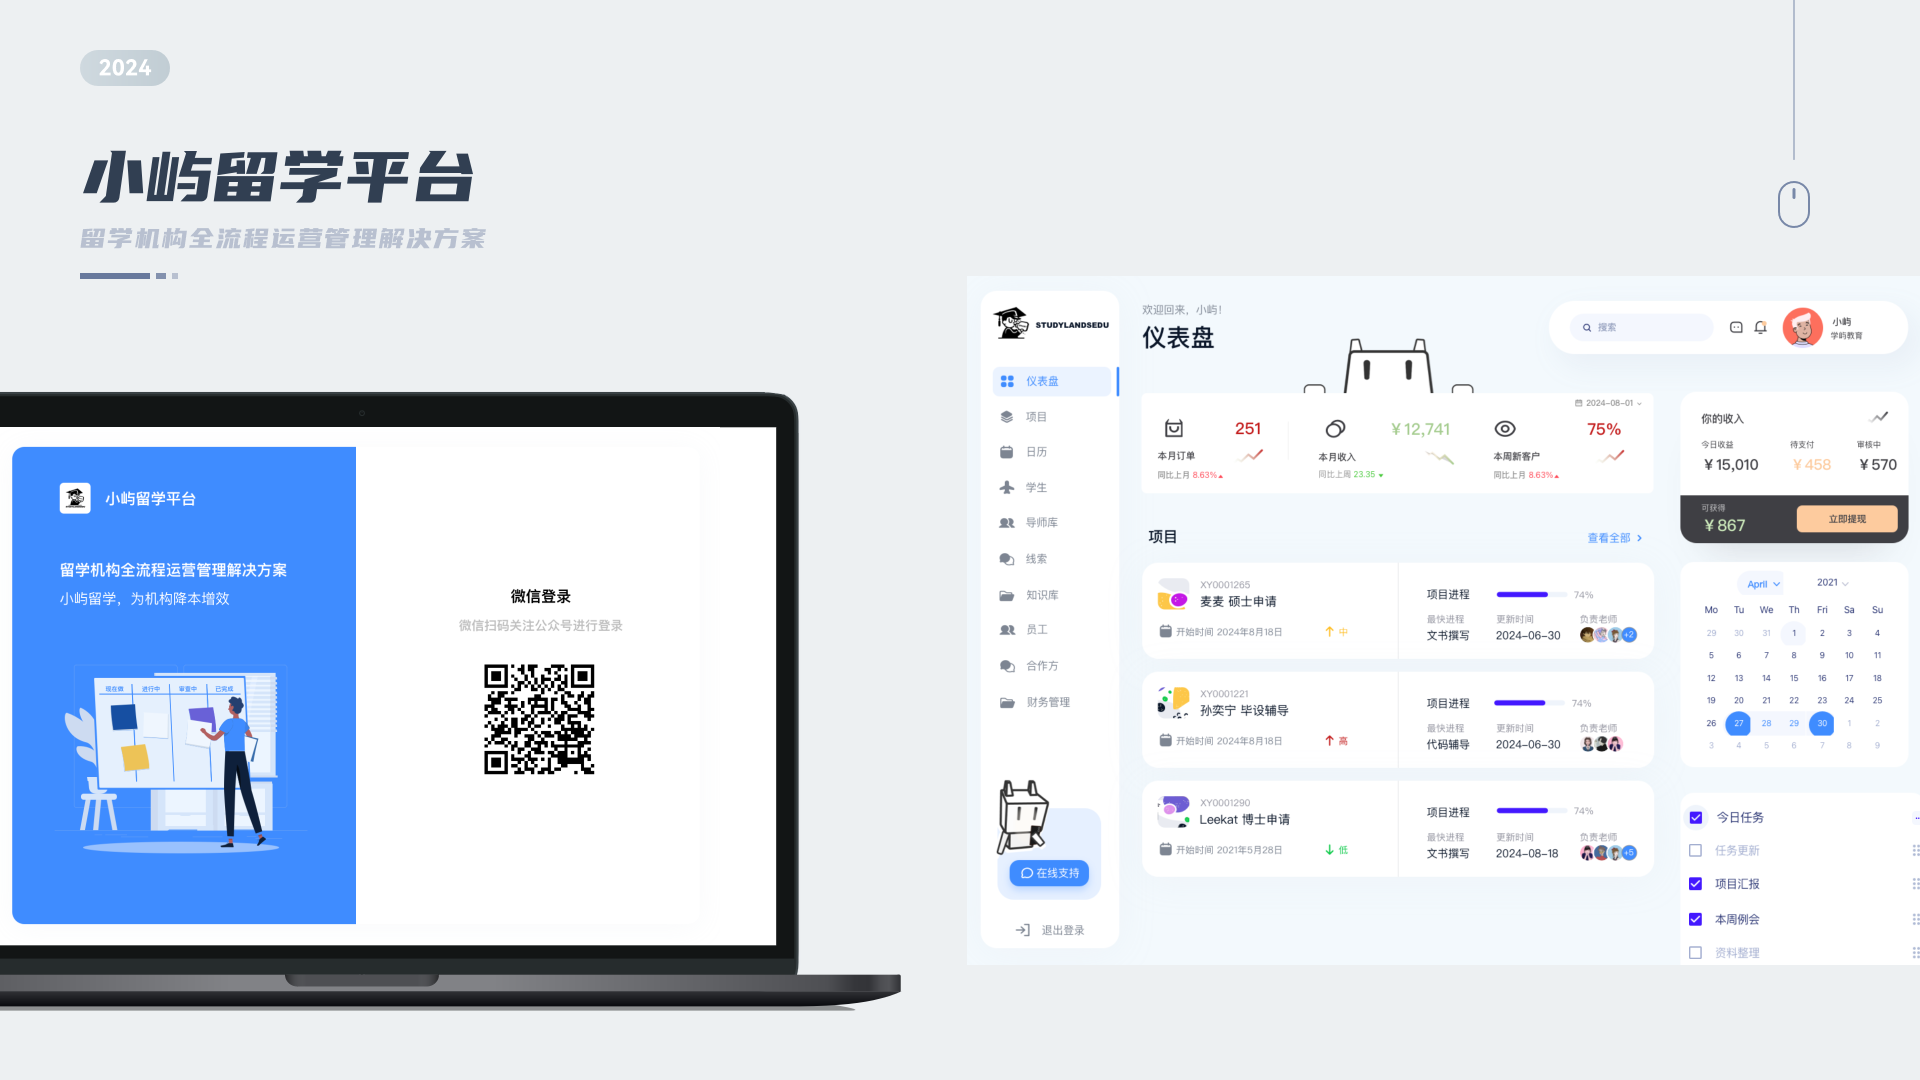 2024
小屿留学平台
留学机构全流程运营管理解决方案
小屿留学平台
留学机构全流程运营管理解决方案
小屿留学，为机构降本增效
现在做
进行中
审查中
已完成
微信登录
微信扫码关注公众号进行登录
STUDYLANDSEDU
仪表盘
项目
日历
学生
导师库
线索
知识库
员工
合作方
财务管理
在线支持
退出登录
欢迎回来，小屿！
仪表盘
搜索
小屿
学屿教育
2024-08-01
251
本月订单
同比上月 8.63%
¥12,741
本月收入
同比上周 23.35
75%
本周新客户
同比上月 8.63%
项目
查看全部
XY0001265
麦麦 硕士申请
开始时间 2024年8月18日
中
项目进程
74%
最快进程
更新时间
负责老师
文书撰写
2024-06-30
+2
XY0001221
孙奕宁 毕设辅导
开始时间 2024年8月18日
高
项目进程
74%
最快进程
更新时间
负责老师
代码辅导
2024-06-30
XY0001290
Leekat 博士申请
开始时间 2021年5月28日
低
项目进程
74%
最快进程
更新时间
负责老师
文书撰写
2024-08-18
+5
你的收入
今日收益
待支付
审核中
¥15,010
¥458
¥570
可获得
¥867
立即提现
April
2021
Mo Tu We Th Fri Sa Su
29 30 31 1 2 3 4
5 6 7 8 9 10 11
12 13 14 15 16 17 18
19 20 21 22 23 24 25
26 27 28 29 30 1 2
3 4 5 6 7 8 9
今日任务
任务更新
项目汇报
本周例会
资料整理